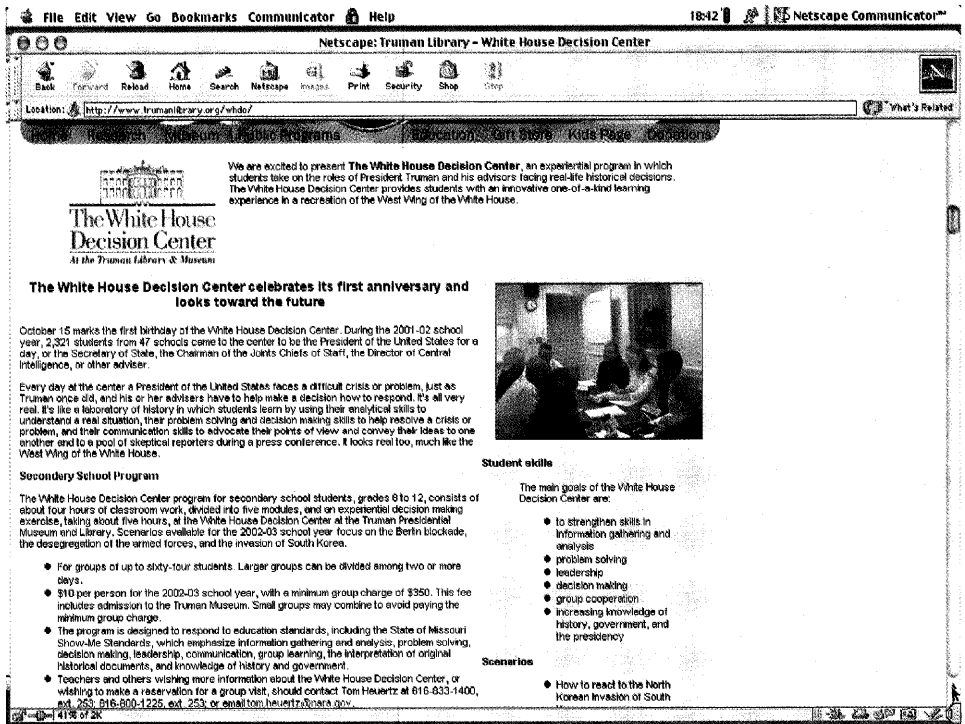 File Edit View Go Bookmarks Communicator Help
18:42 Netscape Communicator™
Netscape: Truman Library – White House Decision Center
Back Forward Reload Home Search Netscape Images Print Security Shop Stop
Location: http://www.trumanlibrary.org/whdc/ What's Related
Home Research Museum Public Programs Education Gift Store Kids Page Donations
We are excited to present The White House Decision Center, an experiential program in which
students take on the roles of President Truman and his advisors facing real-life historical decisions.
The White House Decision Center provides students with an innovative one-of-a-kind learning
experience in a recreation of the West Wing of the White House.
The White House
Decision Center
At the Truman Library & Museum
The White House Decision Center celebrates its first anniversary and
looks toward the future
October 15 marks the first birthday of the White House Decision Center. During the 2001-02 school
year, 2,321 students from 47 schools came to the center to be the President of the United States for a
day, or the Secretary of State, the Chairman of the Joints Chiefs of Staff, the Director of Central
Intelligence, or other adviser.
Every day at the center a President of the United States faces a difficult crisis or problem, just as
Truman once did, and his or her advisers have to help make a decision how to respond. It's all very
real. It's like a laboratory of history in which students learn by using their analytical skills to
understand a real situation, their problem solving and decision making skills to help resolve a crisis or
problem, and their communication skills to advocate their points of view and convey their ideas to one
another and to a pool of skeptical reporters during a press conference. It looks real too, much like the
West Wing of the White House.
Secondary School Program
The White House Decision Center program for secondary school students, grades 8 to 12, consists of
about four hours of classroom work, divided into five modules, and an experiential decision making
exercise, taking about five hours, at the White House Decision Center at the Truman Presidential
Museum and Library. Scenarios available for the 2002-03 school year focus on the Berlin blockade,
the desegregation of the armed forces, and the invasion of South Korea.
● For groups of up to sixty-four students. Larger groups can be divided among two or more
days.
● $10 per person for the 2002-03 school year, with a minimum group charge of $350. This fee
includes admission to the Truman Museum. Small groups may combine to avoid paying the
minimum group charge.
● The program is designed to respond to education standards, including the State of Missouri
Show-Me Standards, which emphasize information gathering and analysis, problem solving,
decision making, leadership, communication, group learning, the interpretation of original
historical documents, and knowledge of history and government.
● Teachers and others wishing more information about the White House Decision Center, or
wishing to make a reservation for a group visit, should contact Tom Heuertz at 816-833-1400,
ext. 253; 816-800-1225, ext. 253; or email tom.heuertz@nara.gov.
Student skills
The main goals of the White House
Decision Center are:
● to strengthen skills in
information gathering and
analysis
● problem solving
● leadership
● decision making
● group cooperation
● increasing knowledge of
history, government, and
the presidency
Scenarios
● How to react to the North
Korean Invasion of South
41% of 2K